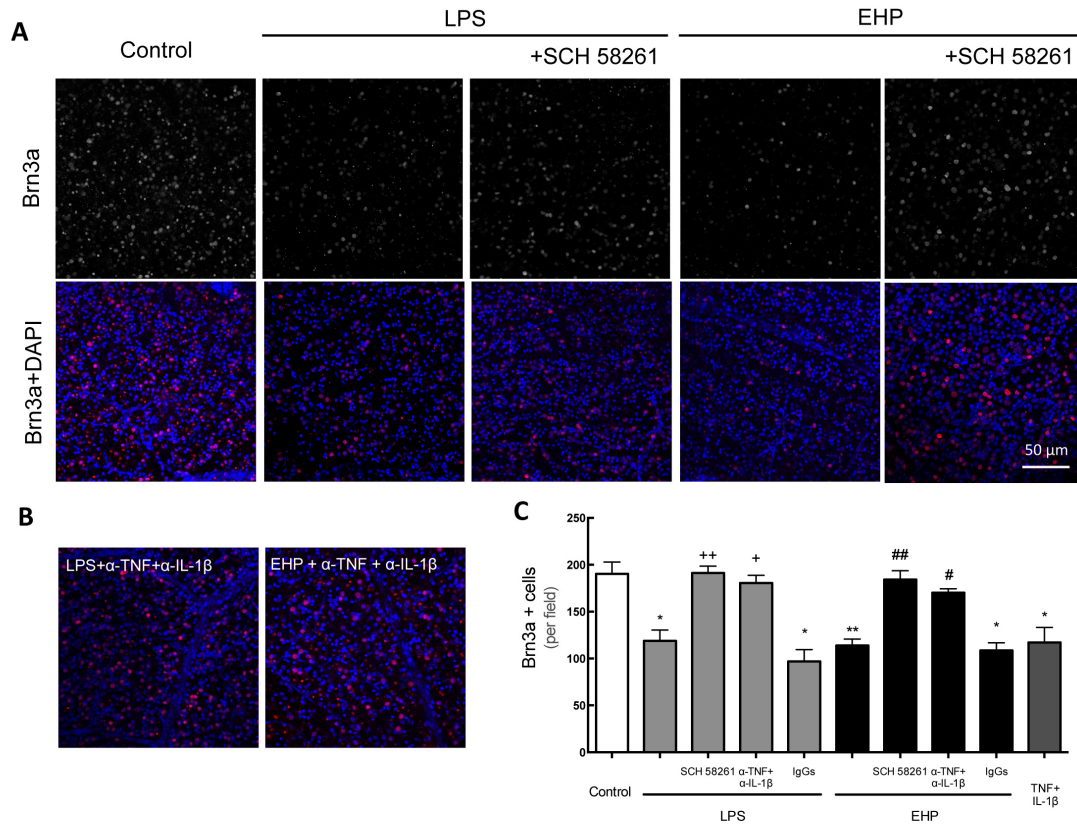 A
LPS
EHP
Control
+SCH 58261
+SCH 58261
Brn3a
Brn3a+DAPI
50 µm
B
LPS+α-TNF+α-IL-1β
EHP + α-TNF + α-IL-1β
C
Brn3a + cells
(per field)
250
200
150
100
50
0
*
++
+
*
**
##
#
*
*
SCH 58261
α-TNF+
α-IL-1β
IgGs
SCH 58261
α-TNF+
α-IL-1β
IgGs
Control
TNF+
IL-1β
LPS
EHP